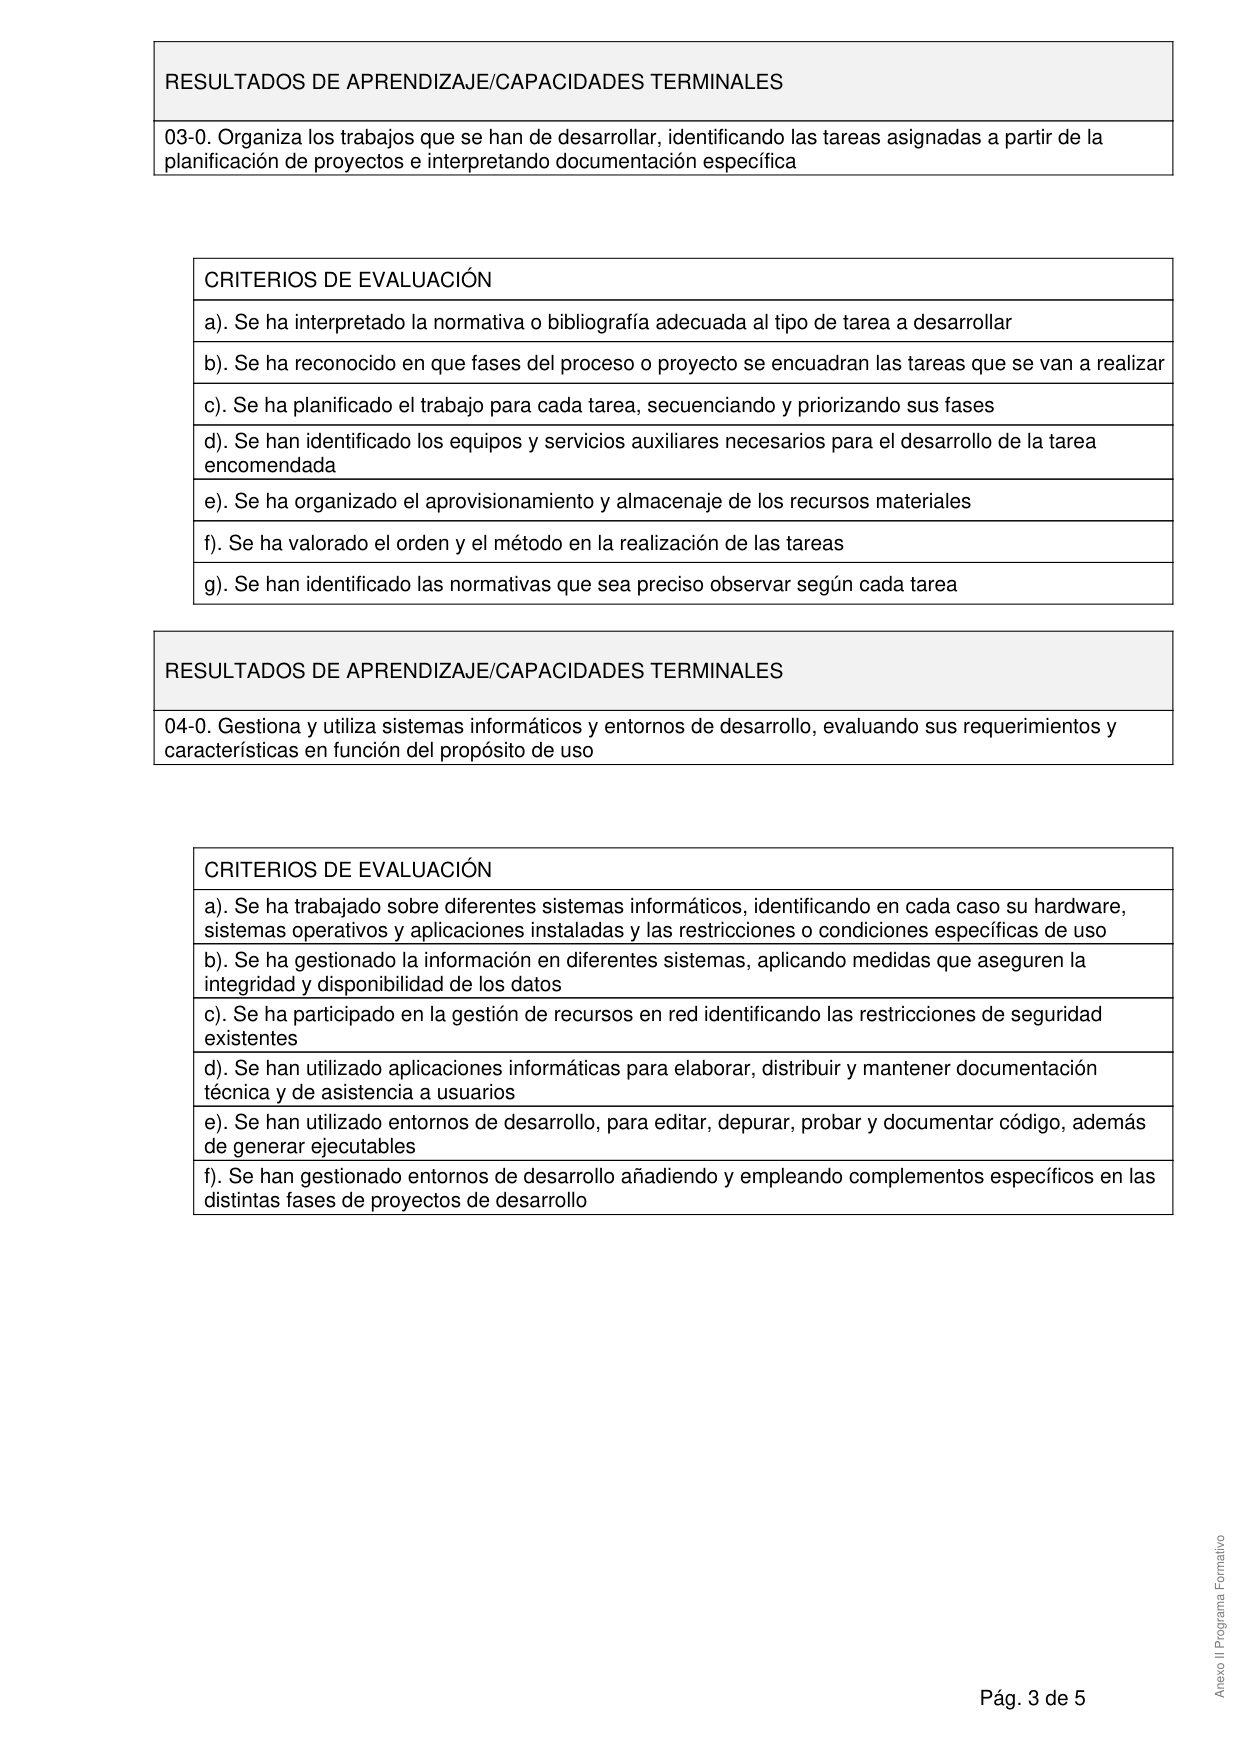 RESULTADOS DE APRENDIZAJE/CAPACIDADES TERMINALES
03-0. Organiza los trabajos que se han de desarrollar, identificando las tareas asignadas a partir de la
planificación de proyectos e interpretando documentación específica
CRITERIOS DE EVALUACIÓN
a). Se ha interpretado la normativa o bibliografía adecuada al tipo de tarea a desarrollar
b). Se ha reconocido en que fases del proceso o proyecto se encuadran las tareas que se van a realizar
c). Se ha planificado el trabajo para cada tarea, secuenciando y priorizando sus fases
d). Se han identificado los equipos y servicios auxiliares necesarios para el desarrollo de la tarea
encomendada
e). Se ha organizado el aprovisionamiento y almacenaje de los recursos materiales
f). Se ha valorado el orden y el método en la realización de las tareas
g). Se han identificado las normativas que sea preciso observar según cada tarea
RESULTADOS DE APRENDIZAJE/CAPACIDADES TERMINALES
04-0. Gestiona y utiliza sistemas informáticos y entornos de desarrollo, evaluando sus requerimientos y
características en función del propósito de uso
CRITERIOS DE EVALUACIÓN
a). Se ha trabajado sobre diferentes sistemas informáticos, identificando en cada caso su hardware,
sistemas operativos y aplicaciones instaladas y las restricciones o condiciones específicas de uso
b). Se ha gestionado la información en diferentes sistemas, aplicando medidas que aseguren la
integridad y disponibilidad de los datos
c). Se ha participado en la gestión de recursos en red identificando las restricciones de seguridad
existentes
d). Se han utilizado aplicaciones informáticas para elaborar, distribuir y mantener documentación
técnica y de asistencia a usuarios
e). Se han utilizado entornos de desarrollo, para editar, depurar, probar y documentar código, además
de generar ejecutables
f). Se han gestionado entornos de desarrollo añadiendo y empleando complementos específicos en las
distintas fases de proyectos de desarrollo
Anexo II Programa Formativo
Pág. 3 de 5